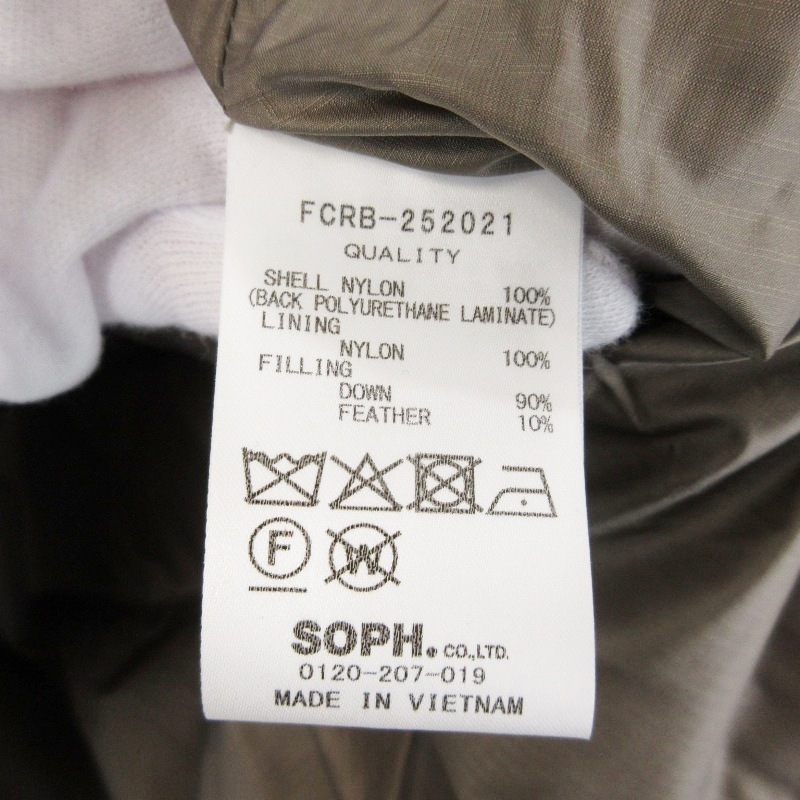 FCRB-252021
QUALITY
SHELL NYLON 100%
(BACK POLYURETHANE LAMINATE)
LINING
NYLON 100%
FILLING
DOWN 90%
FEATHER 10%
F W
SOPH. CO.,LTD.
0120-207-019
MADE IN VIETNAM